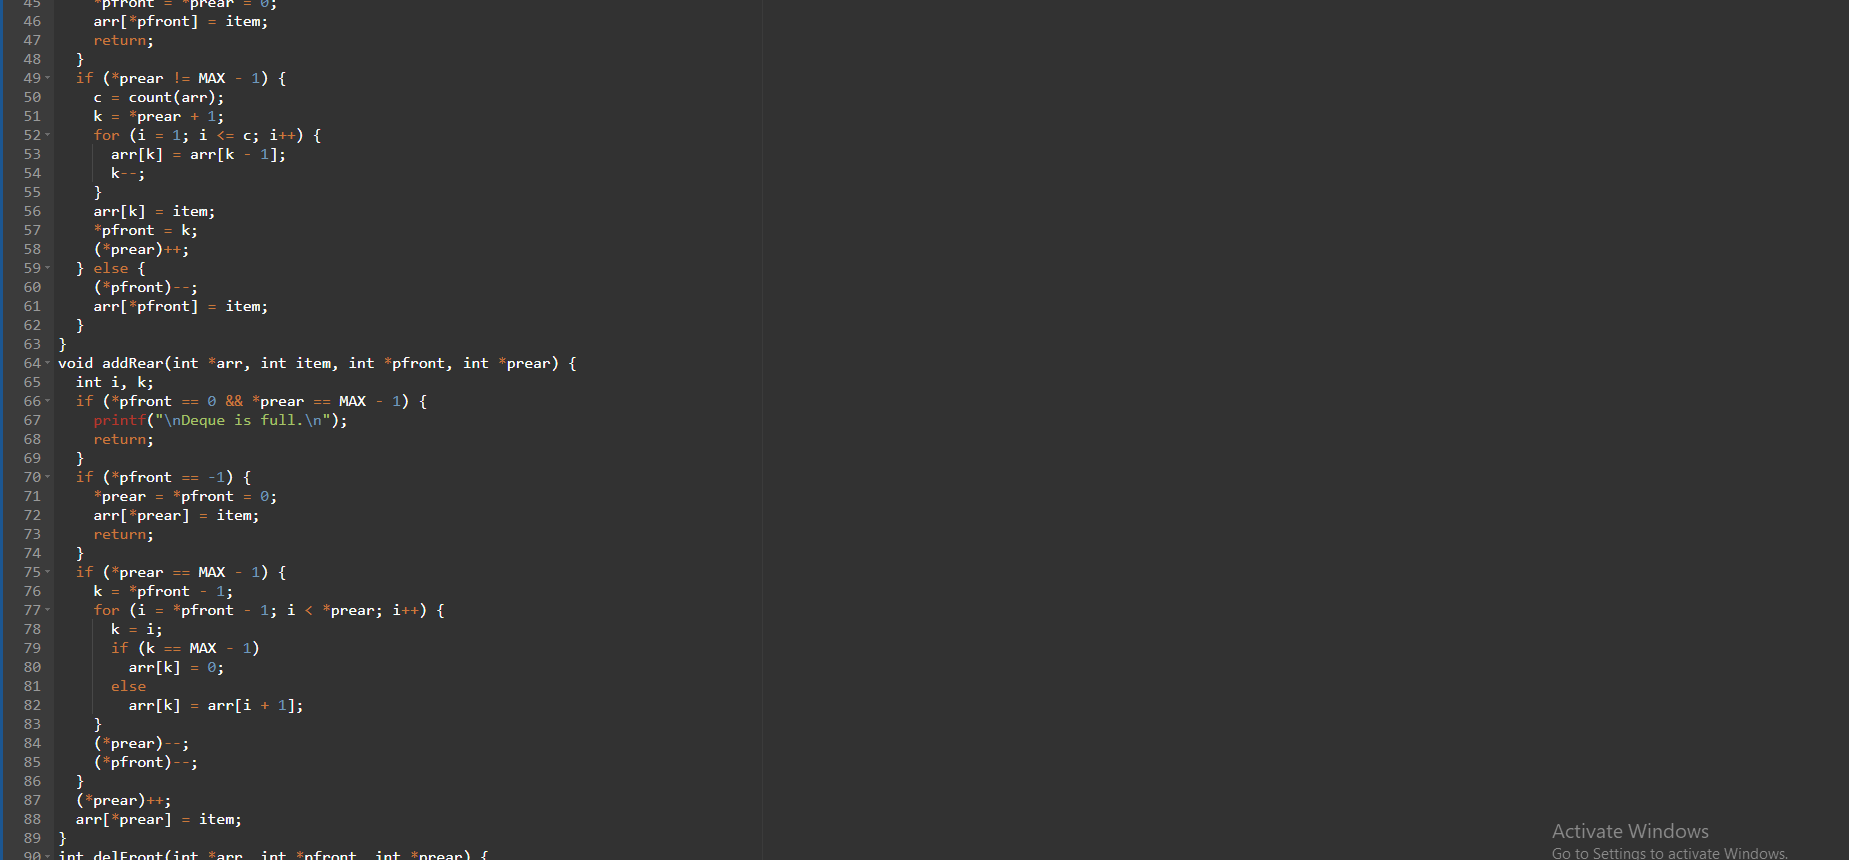 45 *pfront = *prear = 0;
46 arr[*pfront] = item;
47 return;
48 }
49 if (*prear != MAX - 1) {
50 c = count(arr);
51 k = *prear + 1;
52 for (i = 1; i <= c; i++) {
53 arr[k] = arr[k - 1];
54 k--;
55 }
56 arr[k] = item;
57 *pfront = k;
58 (*prear)++;
59 } else {
60 (*pfront)--;
61 arr[*pfront] = item;
62 }
63 }
64 void addRear(int *arr, int item, int *pfront, int *prear) {
65 int i, k;
66 if (*pfront == 0 && *prear == MAX - 1) {
67 printf("\nDeque is full.\n");
68 return;
69 }
70 if (*pfront == -1) {
71 *prear = *pfront = 0;
72 arr[*prear] = item;
73 return;
74 }
75 if (*prear == MAX - 1) {
76 k = *pfront - 1;
77 for (i = *pfront - 1; i < *prear; i++) {
78 k = i;
79 if (k == MAX - 1)
80 arr[k] = 0;
81 else
82 arr[k] = arr[i + 1];
83 }
84 (*prear)--;
85 (*pfront)--;
86 }
87 (*prear)++;
88 arr[*prear] = item;
89 }
90 int delFront(int *arr, int *pfront, int *prear) {
Activate Windows
Go to Settings to activate Windows.